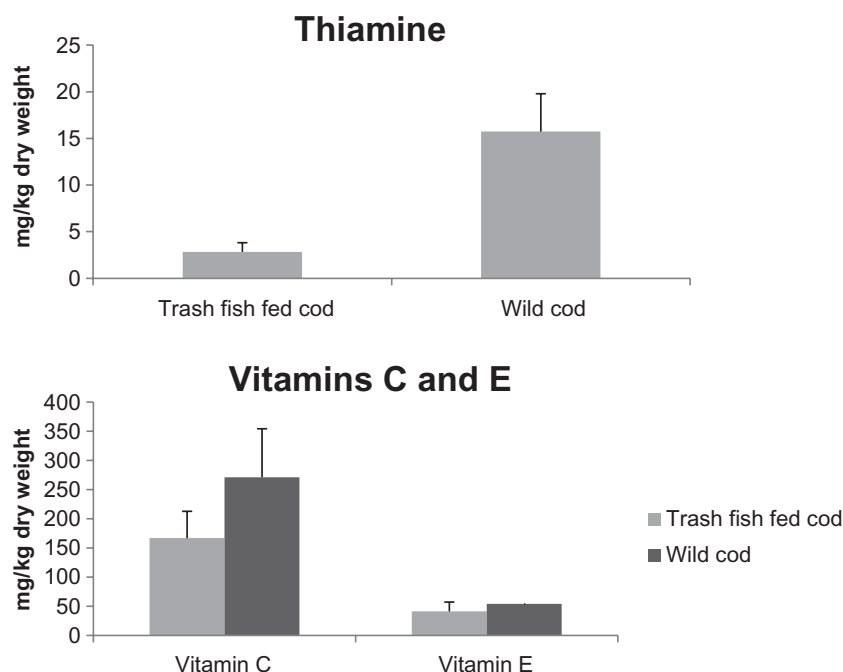 Thiamine
mg/kg dry weight
25
20
15
10
5
0
Trash fish fed cod Wild cod
Vitamins C and E
mg/kg dry weight
400
350
300
250
200
150
100
50
0
Vitamin C Vitamin E
Trash fish fed cod
Wild cod